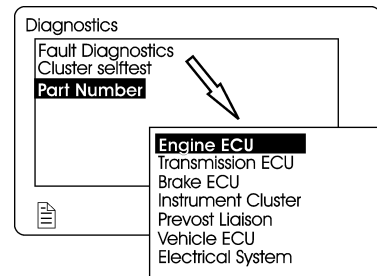 Diagnostics
Fault Diagnostics
Cluster selftest
Part Number
Engine ECU
Transmission ECU
Brake ECU
Instrument Cluster
Prevost Liaison
Vehicle ECU
Electrical System